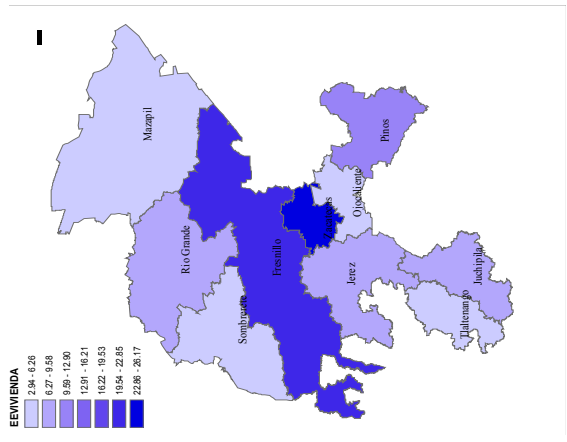 Mazapil
Pinos
Ojocaliente
Zacatecas
Rio Grande
Fresnillo
Jerez
Juchipila
Sombrerete
Tlaltenango
EEVIVIENDA
2.94 - 6.26
6.27 - 9.58
9.59 - 12.90
12.91 - 16.21
16.22 - 19.53
19.54 - 22.85
22.86 - 26.17